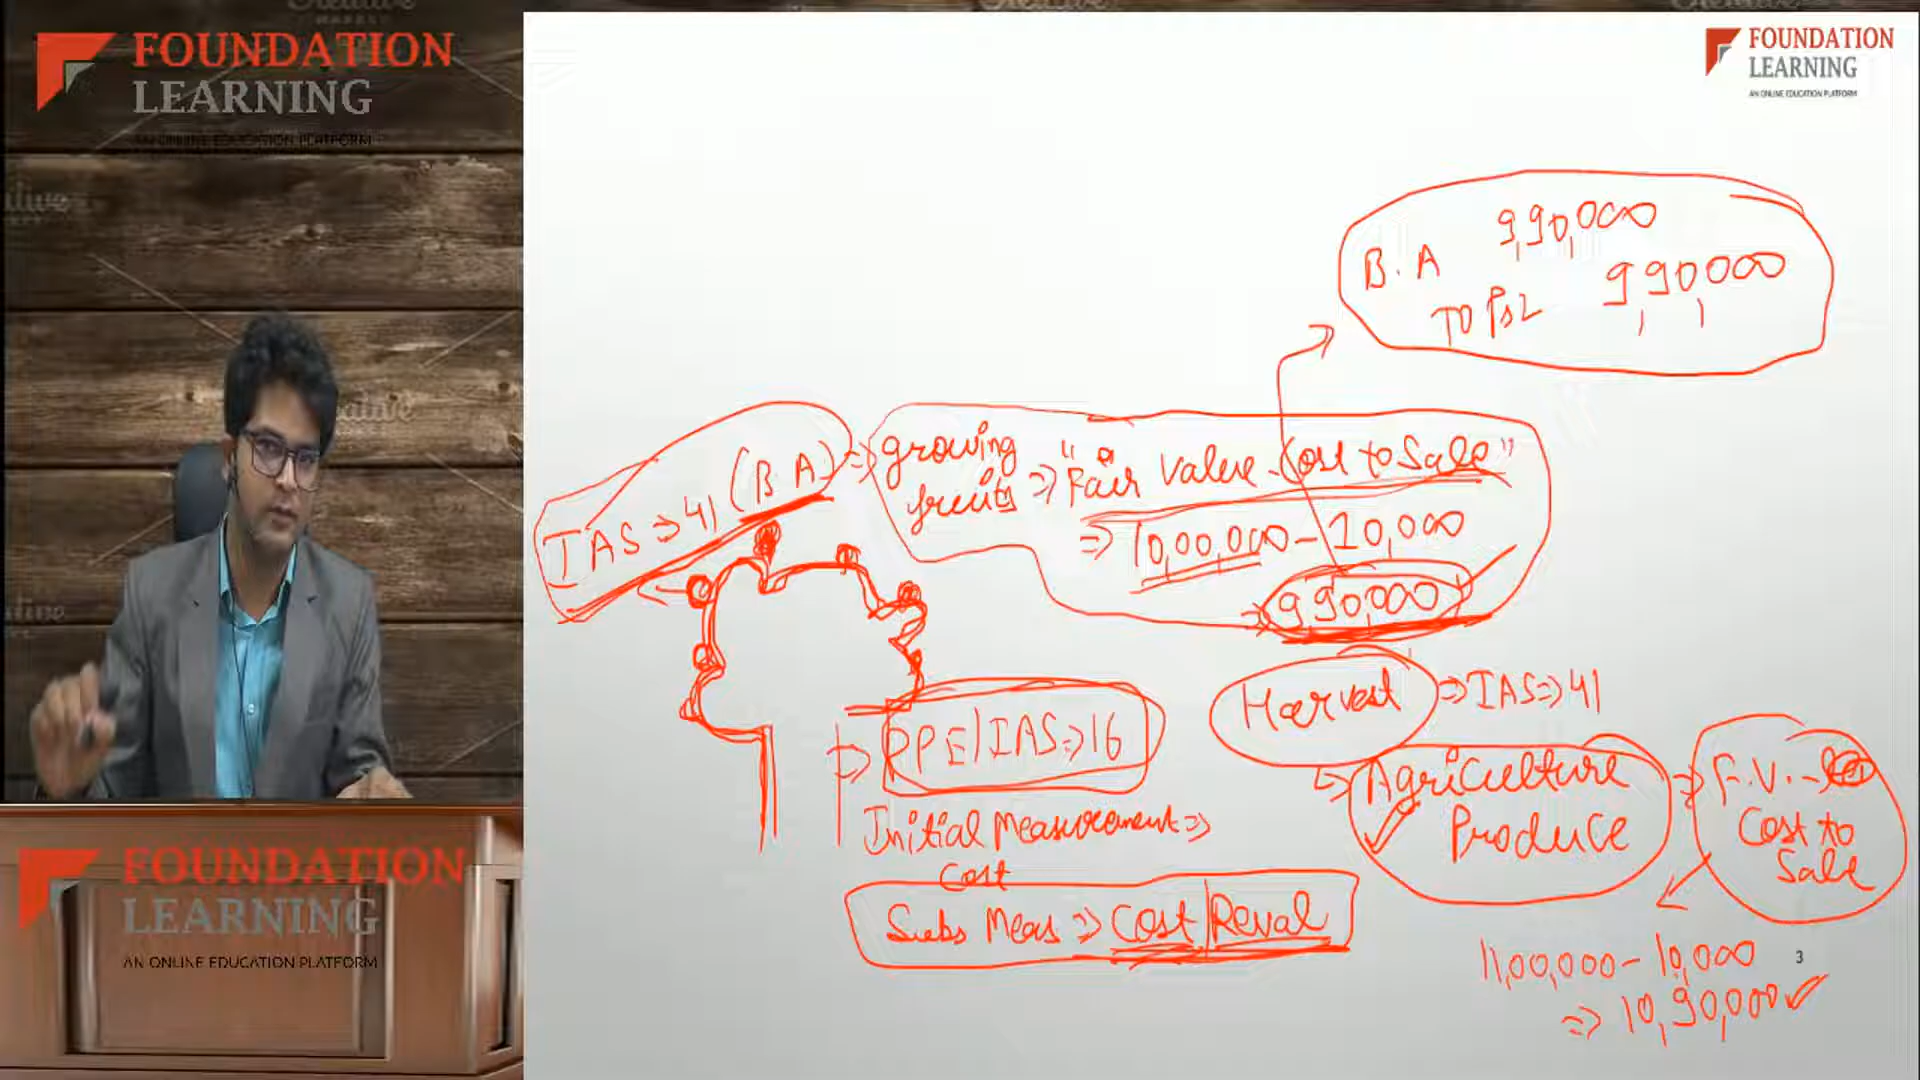 FOUNDATION
LEARNING
AN ONLINE EDUCATION PLATFORM
FOUNDATION
LEARNING
AN ONLINE EDUCATION PLATFORM
B.A 9,90,000
TO P&L 9,90,000
IAS ⇒ 41 (B A) ⇒ growing fruits ⇒ "Fair Value - Cost to Sale"
⇒ 10,00,000 - 10,000
⇒ 9,90,000
Harvest ⇒ IAS ⇒ 41
Agriculture Produce ⇒ F.V. -
Cost to
Sale
11,00,000 - 10,000
⇒ 10,90,000 ✓
⇒ PPE/IAS ⇒ 16
Initial Measurement ⇒
Cost
Subs Meas ⇒ Cost/Reval
3
FOUNDATION
LEARNING
AN ONLINE EDUCATION PLATFORM